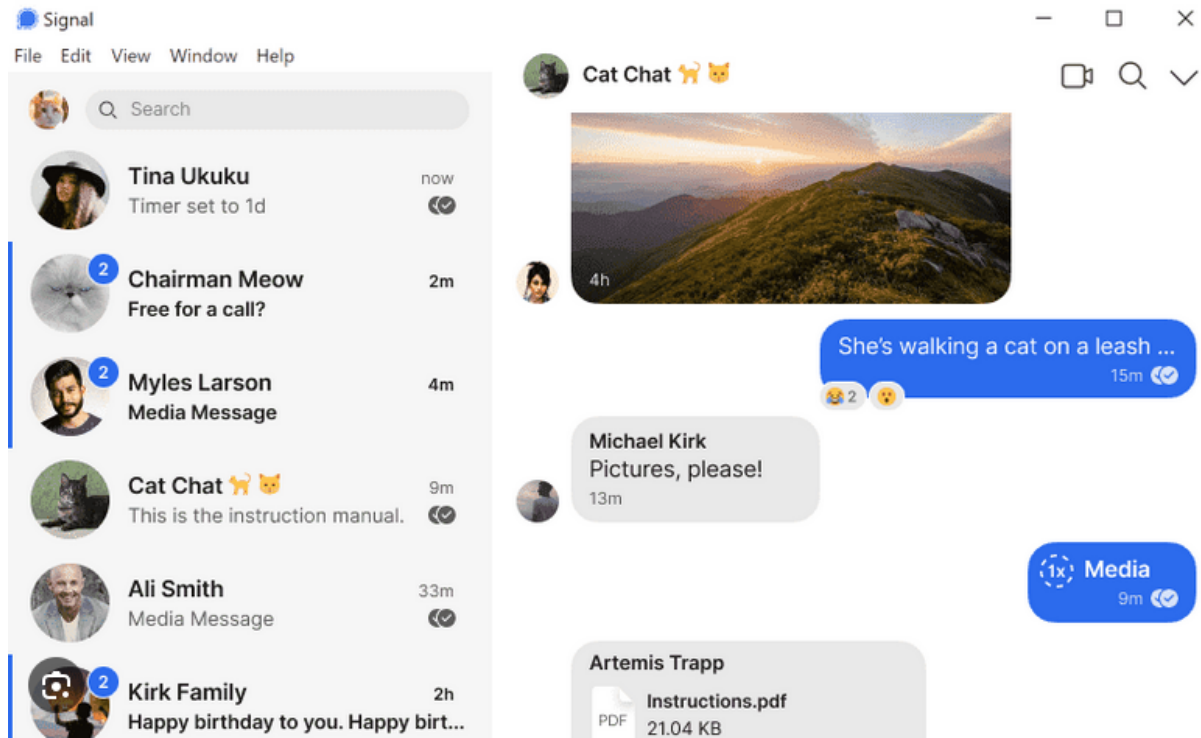 Signal
File Edit View Window Help
Search
Tina Ukuku now
Timer set to 1d
2
Chairman Meow 2m
Free for a call?
2
Myles Larson 4m
Media Message
Cat Chat 🐈 🐱 9m
This is the instruction manual.
Ali Smith 33m
Media Message
2
Kirk Family 2h
Happy birthday to you. Happy birt...
Cat Chat 🐈 🐱
4h
She’s walking a cat on a leash ...
15m
😹 2 😮
Michael Kirk
Pictures, please!
13m
1x Media
9m
Artemis Trapp
Instructions.pdf
PDF
21.04 KB